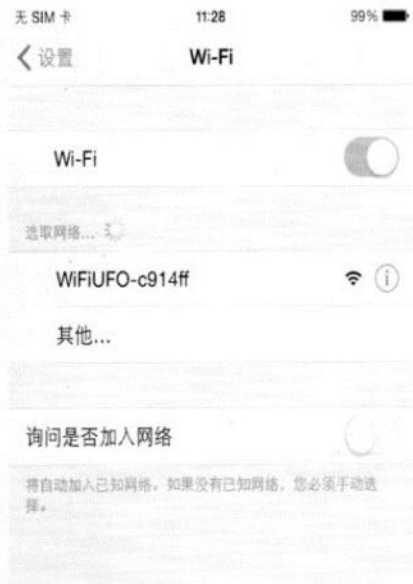 无 SIM 卡 11:28 99%
设置 Wi-Fi
Wi-Fi
选取网络...
WiFiUFO-c914ff
其他...
询问是否加入网络
将自动加入已知网络。如果没有已知网络，您必须手动选
择。